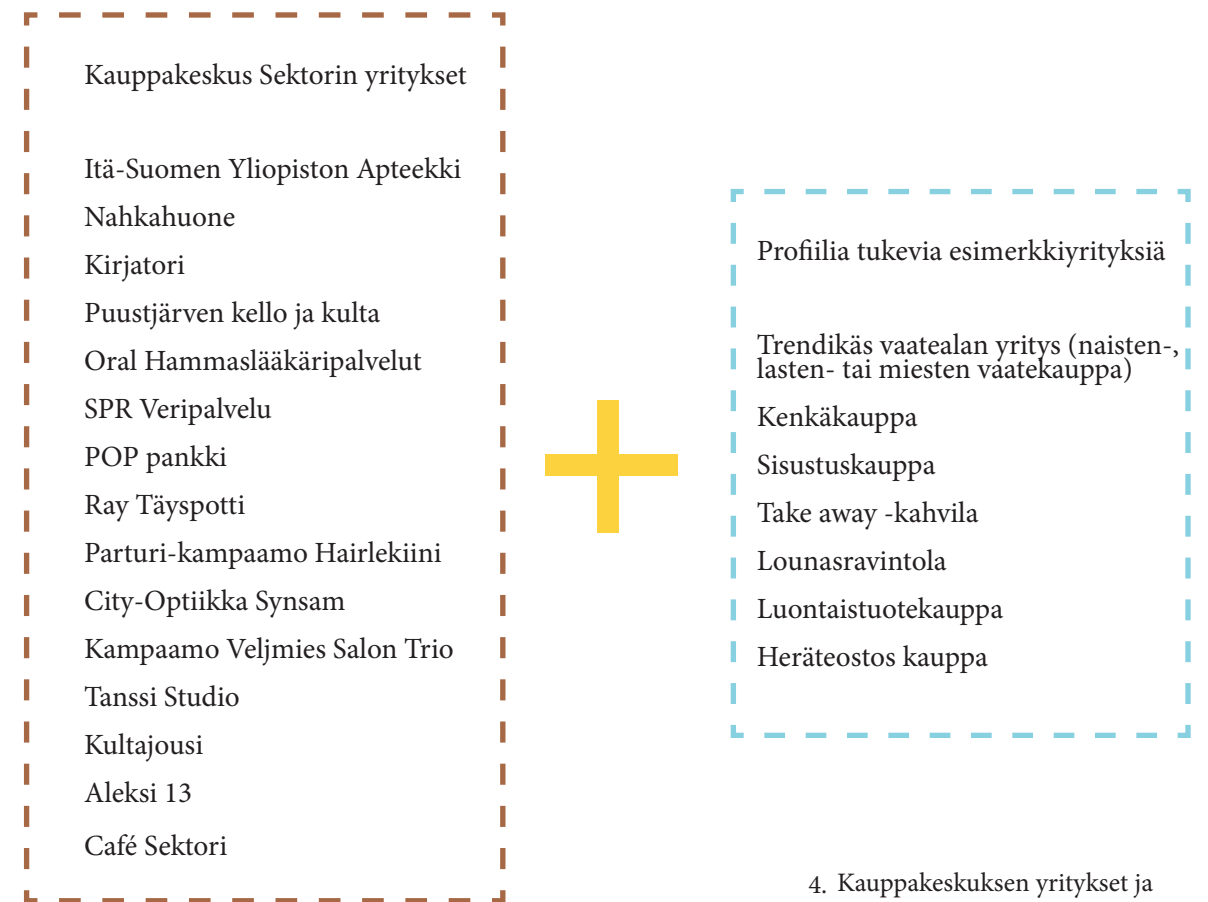 Kauppakeskus Sektorin yritykset
Itä-Suomen Yliopiston Apteekki
Nahkahuone
Kirjatori
Puustjärven kello ja kulta
Oral Hammaslääkäripalvelut
SPR Veripalvelu
POP pankki
Ray Täyspotti
Parturi-kampaamo Hairlekiini
City-Optiikka Synsam
Kampaamo Veljmies Salon Trio
Tanssi Studio
Kultajousi
Aleksi 13
Café Sektori
Profiilia tukevia esimerkkiyrityksiä
Trendikäs vaatealan yritys (naisten-,
lasten- tai miesten vaatekauppa)
Kenkäkauppa
Sisustuskauppa
Take away -kahvila
Lounasravintola
Luontaistuotekauppa
Heräteostos kauppa
4. Kauppakeskuksen yritykset ja